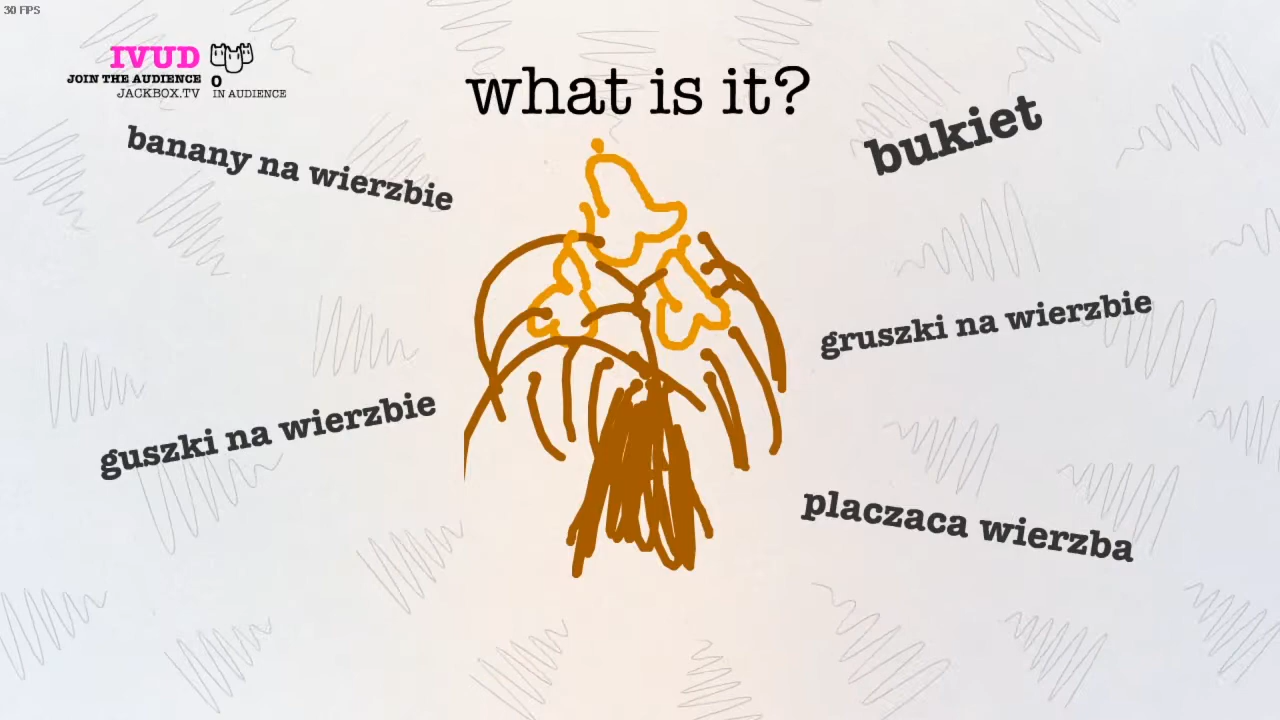 30 FPS
IVUD
JOIN THE AUDIENCE
JACKBOX.TV
0
IN AUDIENCE
what is it?
banany na wierzbie
bukiet
gruszki na wierzbie
guszki na wierzbie
placzaca wierzba